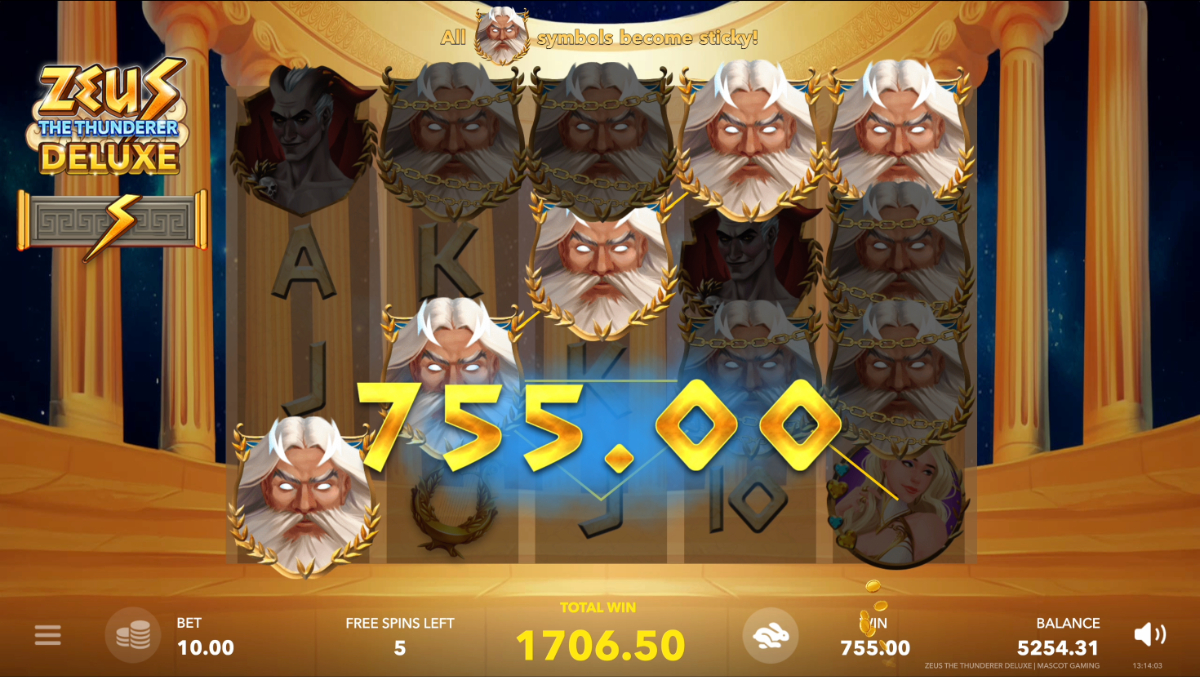 All symbols become sticky!
ZEUS
THE THUNDERER
DELUXE
A K
J K
755.00
J 10
BET
10.00
FREE SPINS LEFT
5
TOTAL WIN
1706.50
WIN
755.00
BALANCE
5254.31
ZEUS THE THUNDERER DELUXE | MASCOT GAMING
13:14:03